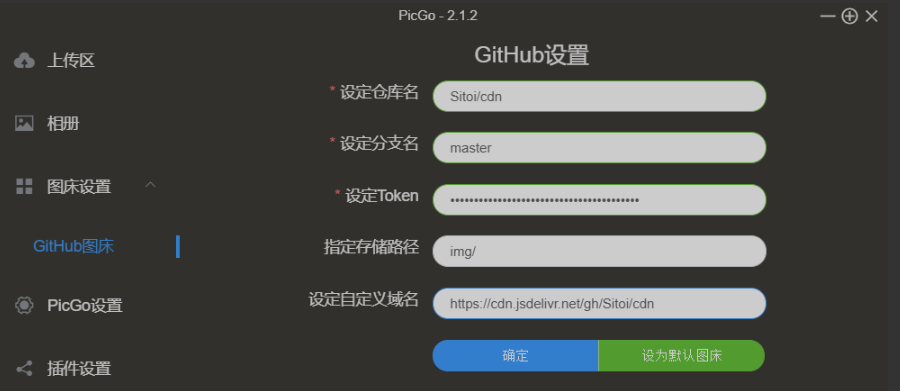 PicGo - 2.1.2
上传区
相册
图床设置
GitHub图床
PicGo设置
插件设置
GitHub设置
* 设定仓库名 Sitoi/cdn
* 设定分支名 master
* 设定Token ••••••••••••••••••••••••••••••••••••••••
指定存储路径 img/
设定自定义域名 https://cdn.jsdelivr.net/gh/Sitoi/cdn
确定 设为默认图床